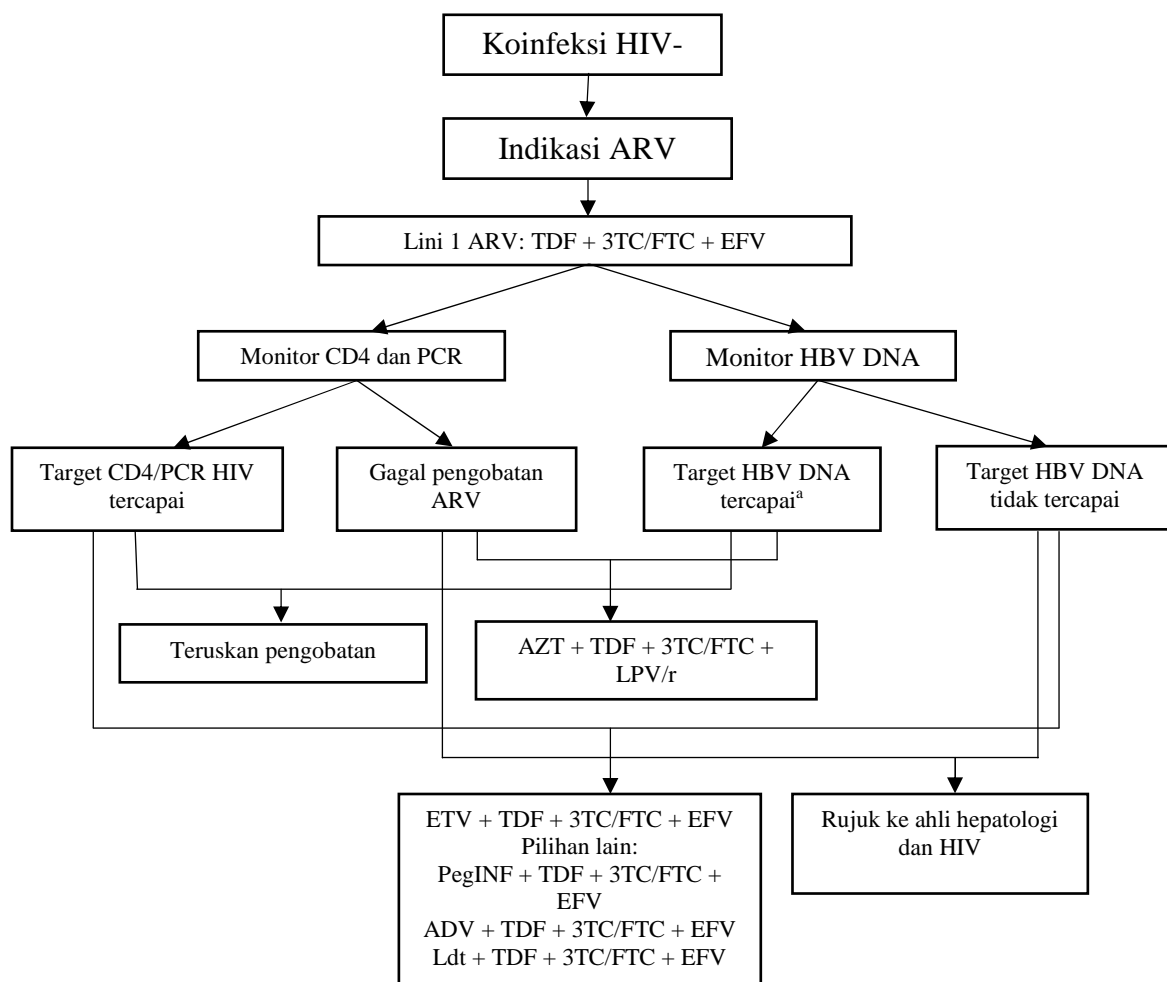 Koinfeksi HIV-
Indikasi ARV
Lini 1 ARV: TDF + 3TC/FTC + EFV
Monitor CD4 dan PCR
Monitor HBV DNA
Target CD4/PCR HIV
tercapai
Gagal pengobatan
ARV
Target HBV DNA
tercapaiᵃ
Target HBV DNA
tidak tercapai
Teruskan pengobatan
AZT + TDF + 3TC/FTC +
LPV/r
ETV + TDF + 3TC/FTC + EFV
Pilihan lain:
PegINF + TDF + 3TC/FTC +
EFV
ADV + TDF + 3TC/FTC + EFV
Ldt + TDF + 3TC/FTC + EFV
Rujuk ke ahli hepatologi
dan HIV